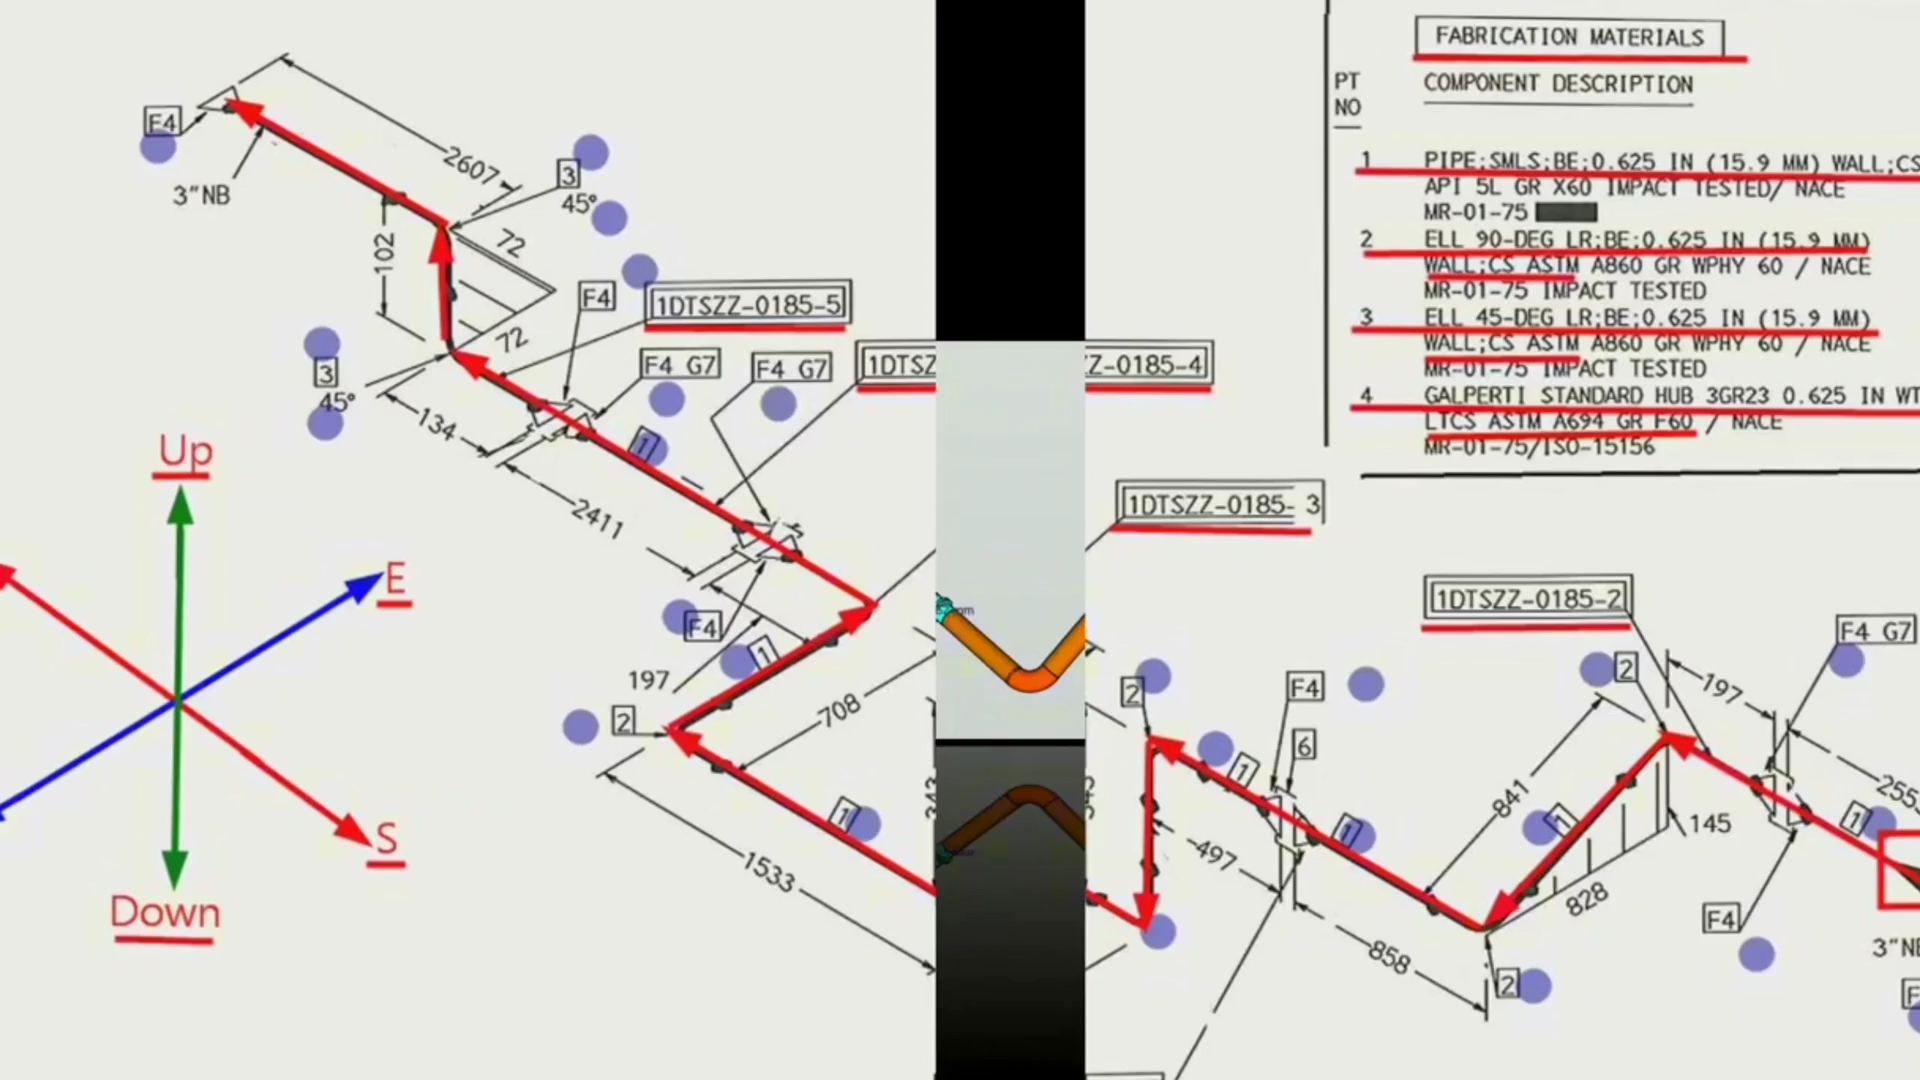 FABRICATION MATERIALS
PT
NO
COMPONENT DESCRIPTION
1 PIPE;SMLS;BE;0.625 IN (15.9 MM) WALL;CS
API 5L GR X60 IMPACT TESTED/ NACE
MR-01-75
2 ELL 90-DEG LR;BE;0.625 IN (15.9 MM)
WALL;CS ASTM A860 GR WPHY 60 / NACE
MR-01-75 IMPACT TESTED
3 ELL 45-DEG LR;BE;0.625 IN (15.9 MM)
WALL;CS ASTM A860 GR WPHY 60 / NACE
MR-01-75 IMPACT TESTED
4 GALPERTI STANDARD HUB 3GR23 0.625 IN WT
LTCS ASTM A694 GR F60 / NACE
MR-01-75/ISO-15156
F4
3"NB
2607
3
45°
102
72
F4
1DTSZZ-0185-5
72
3
45°
F4 G7
F4 G7
1DTSZ
ZZ-0185-4
134
1
2411
Up
E
S
Down
F4
1
197
2
708
1
1533
1DTSZZ-0185- 3
1DTSZZ-0185-2
F4 G7
2
F4
2
197
6
1
841
255
145
1
1
1
497
828
858
F4
2
3"NB